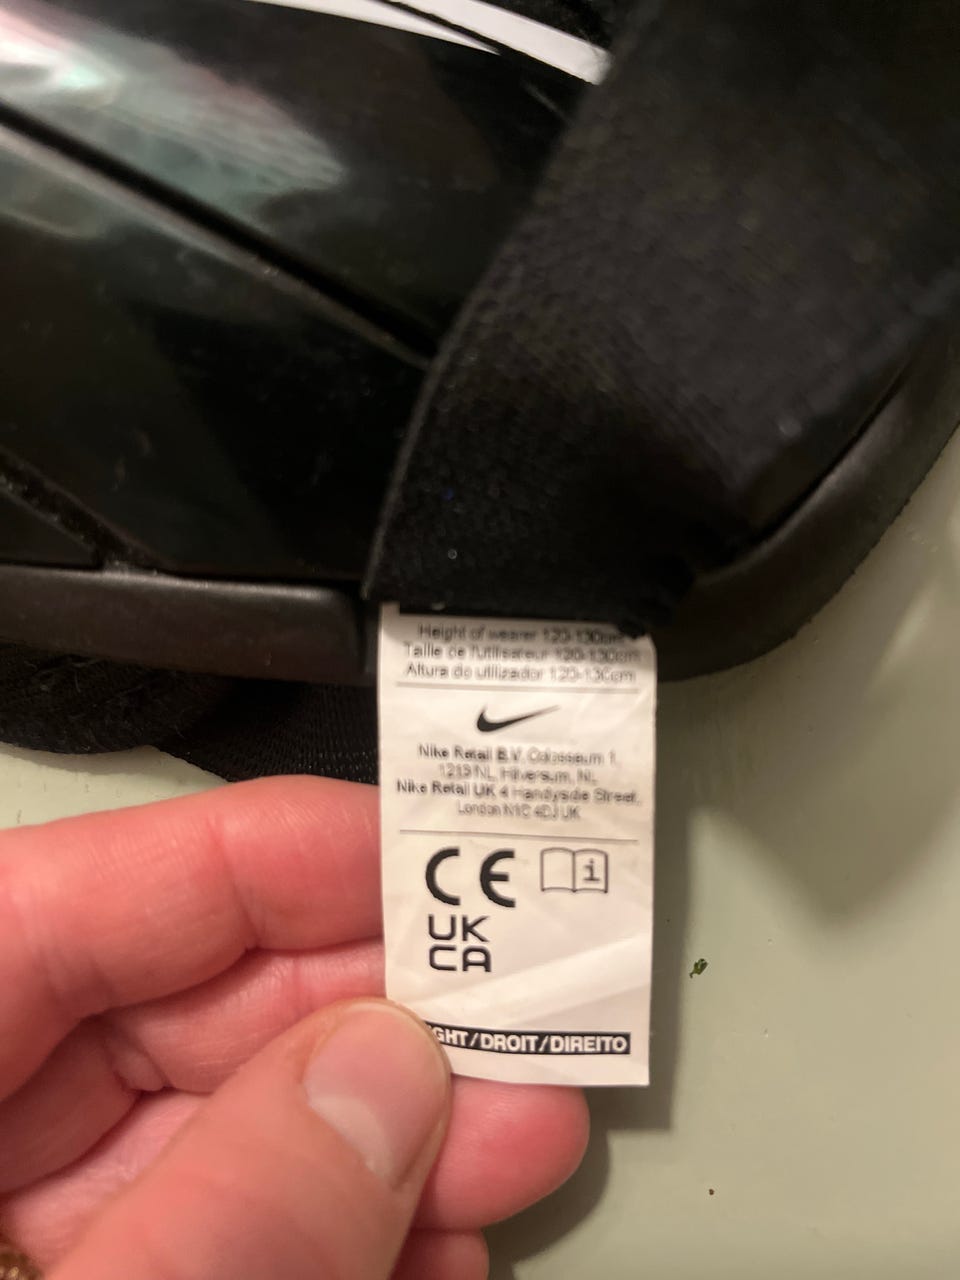 Height of wearer 120-130cm
Taille de l'utilisateur 120-130cm
Altura do utilizador 120-130cm
Nike Retail B.V. Colosseum 1,
1213 NL, Hilversum, NL
Nike Retail UK 4 Handyside Street,
London N1C 4DJ UK
CE i
UK
CA
GHT/DROIT/DIREITO